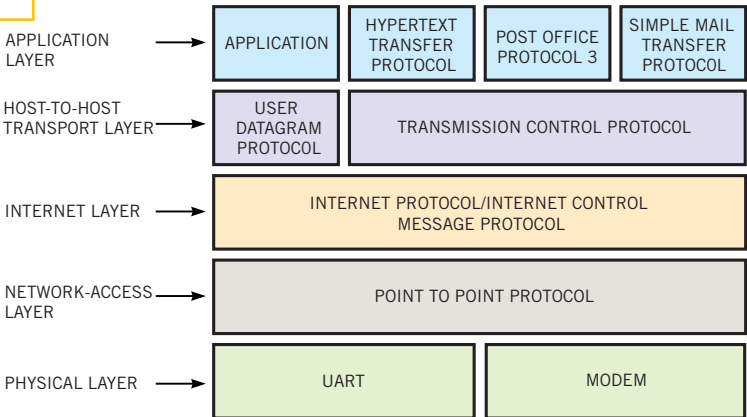 APPLICATION
LAYER
APPLICATION
HYPERTEXT
TRANSFER
PROTOCOL
POST OFFICE
PROTOCOL 3
SIMPLE MAIL
TRANSFER
PROTOCOL
HOST-TO-HOST
TRANSPORT LAYER
USER
DATAGRAM
PROTOCOL
TRANSMISSION CONTROL PROTOCOL
INTERNET LAYER
INTERNET PROTOCOL/INTERNET CONTROL
MESSAGE PROTOCOL
NETWORK-ACCESS
LAYER
POINT TO POINT PROTOCOL
PHYSICAL LAYER
UART
MODEM